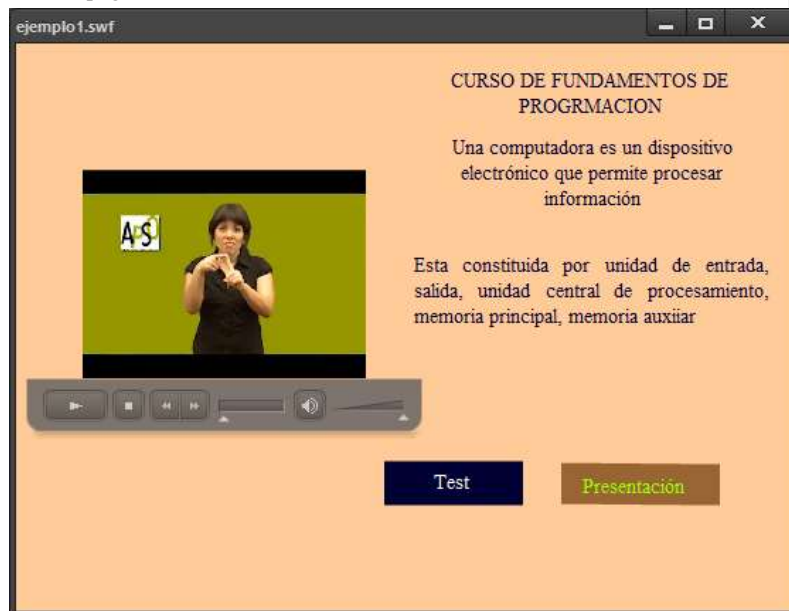 ejemplo1.swf
CURSO DE FUNDAMENTOS DE
PROGRMACION
Una computadora es un dispositivo
electrónico que permite procesar
información
APSO
Esta constituida por unidad de entrada,
salida, unidad central de procesamiento,
memoria principal, memoria auxiiar
Test
Presentación